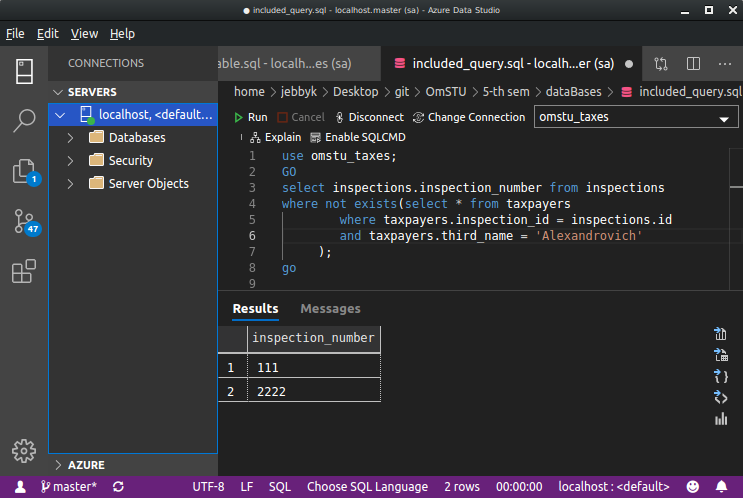 included_query.sql - localhost.master (sa) - Azure Data Studio
File Edit View Help
CONNECTIONS
able.sql - localh...es (sa)
included_query.sql - localh...er (sa)
SERVERS
home > jebbyk > Desktop > git > OmSTU > 5-th sem > dataBases > included_query.sql
localhost, <default...
Run Cancel Disconnect Change Connection omstu_taxes
Databases
Explain Enable SQLCMD
Security
Server Objects
1
47
1 use omstu_taxes;
2 GO
3 select inspections.inspection_number from inspections
4 where not exists(select * from taxpayers
5 where taxpayers.inspection_id = inspections.id
6 and taxpayers.third_name = 'Alexandrovich'
7 );
8 go
9
Results Messages
inspection_number
1 111
2 2222
AZURE
master* UTF-8 LF SQL Choose SQL Language 2 rows 00:00:00 localhost : <default>